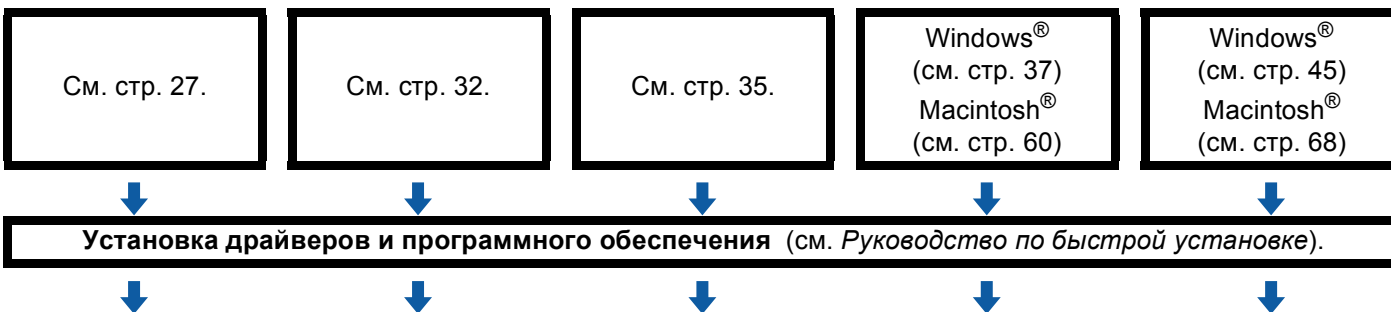 См. стр. 27.
См. стр. 32.
См. стр. 35.
Windows®
(см. стр. 37)
Macintosh®
(см. стр. 60)
Windows®
(см. стр. 45)
Macintosh®
(см. стр. 68)
Установка драйверов и программного обеспечения (см. Руководство по быстрой установке).